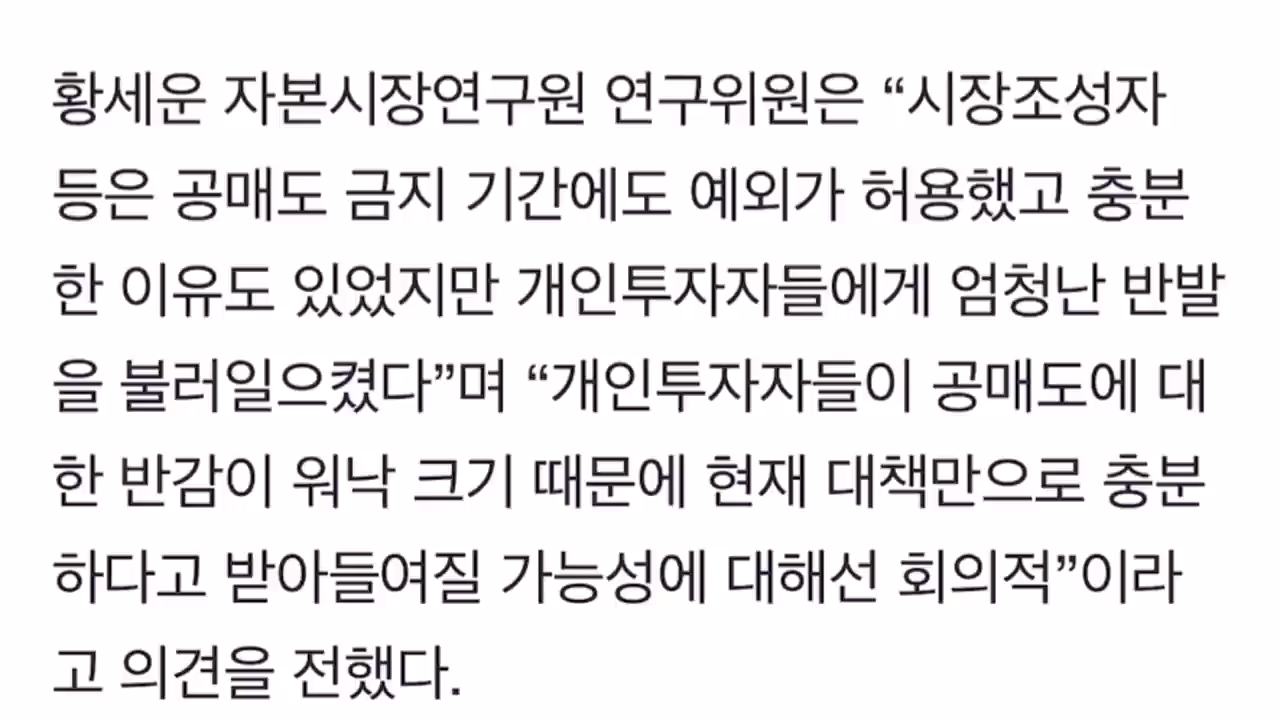 황세운 자본시장연구원 연구위원은 “시장조성자
등은 공매도 금지 기간에도 예외가 허용했고 충분
한 이유도 있었지만 개인투자자들에게 엄청난 반발
을 불러일으켰다”며 “개인투자자들이 공매도에 대
한 반감이 워낙 크기 때문에 현재 대책만으로 충분
하다고 받아들여질 가능성에 대해선 회의적”이라
고 의견을 전했다.